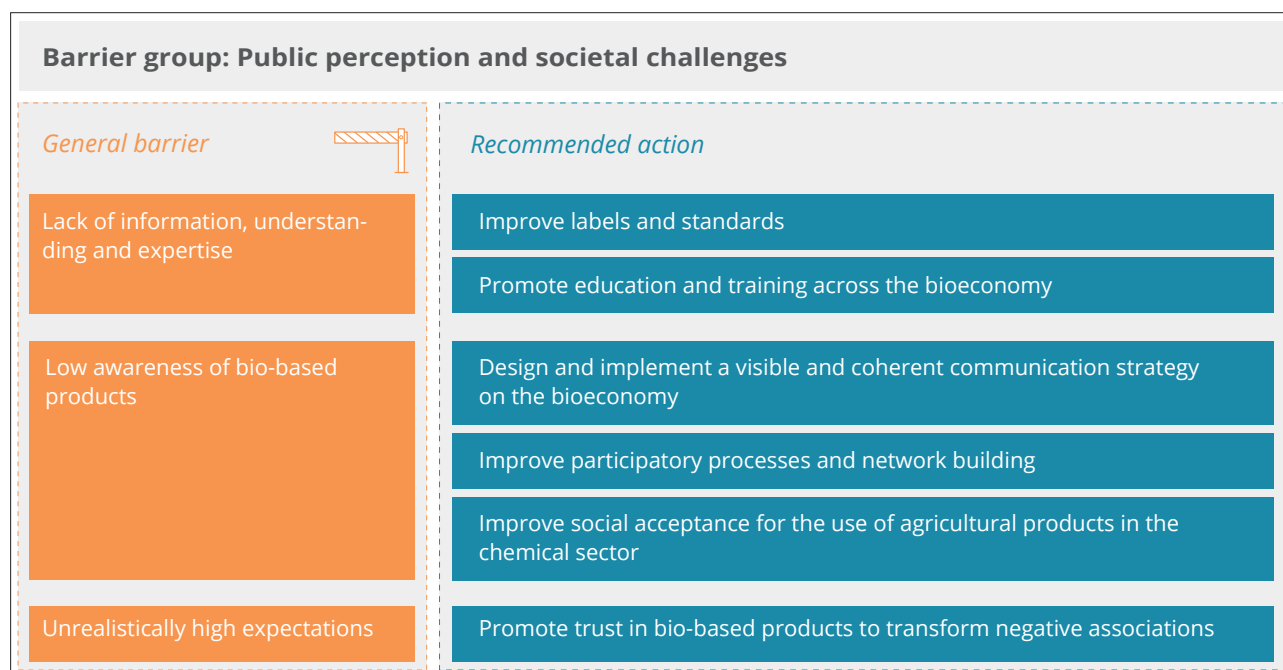 Barrier group: Public perception and societal challenges
General barrier
Recommended action
Lack of information, understan-
ding and expertise
Improve labels and standards
Promote education and training across the bioeconomy
Low awareness of bio-based
products
Design and implement a visible and coherent communication strategy
on the bioeconomy
Improve participatory processes and network building
Improve social acceptance for the use of agricultural products in the
chemical sector
Unrealistically high expectations
Promote trust in bio-based products to transform negative associations